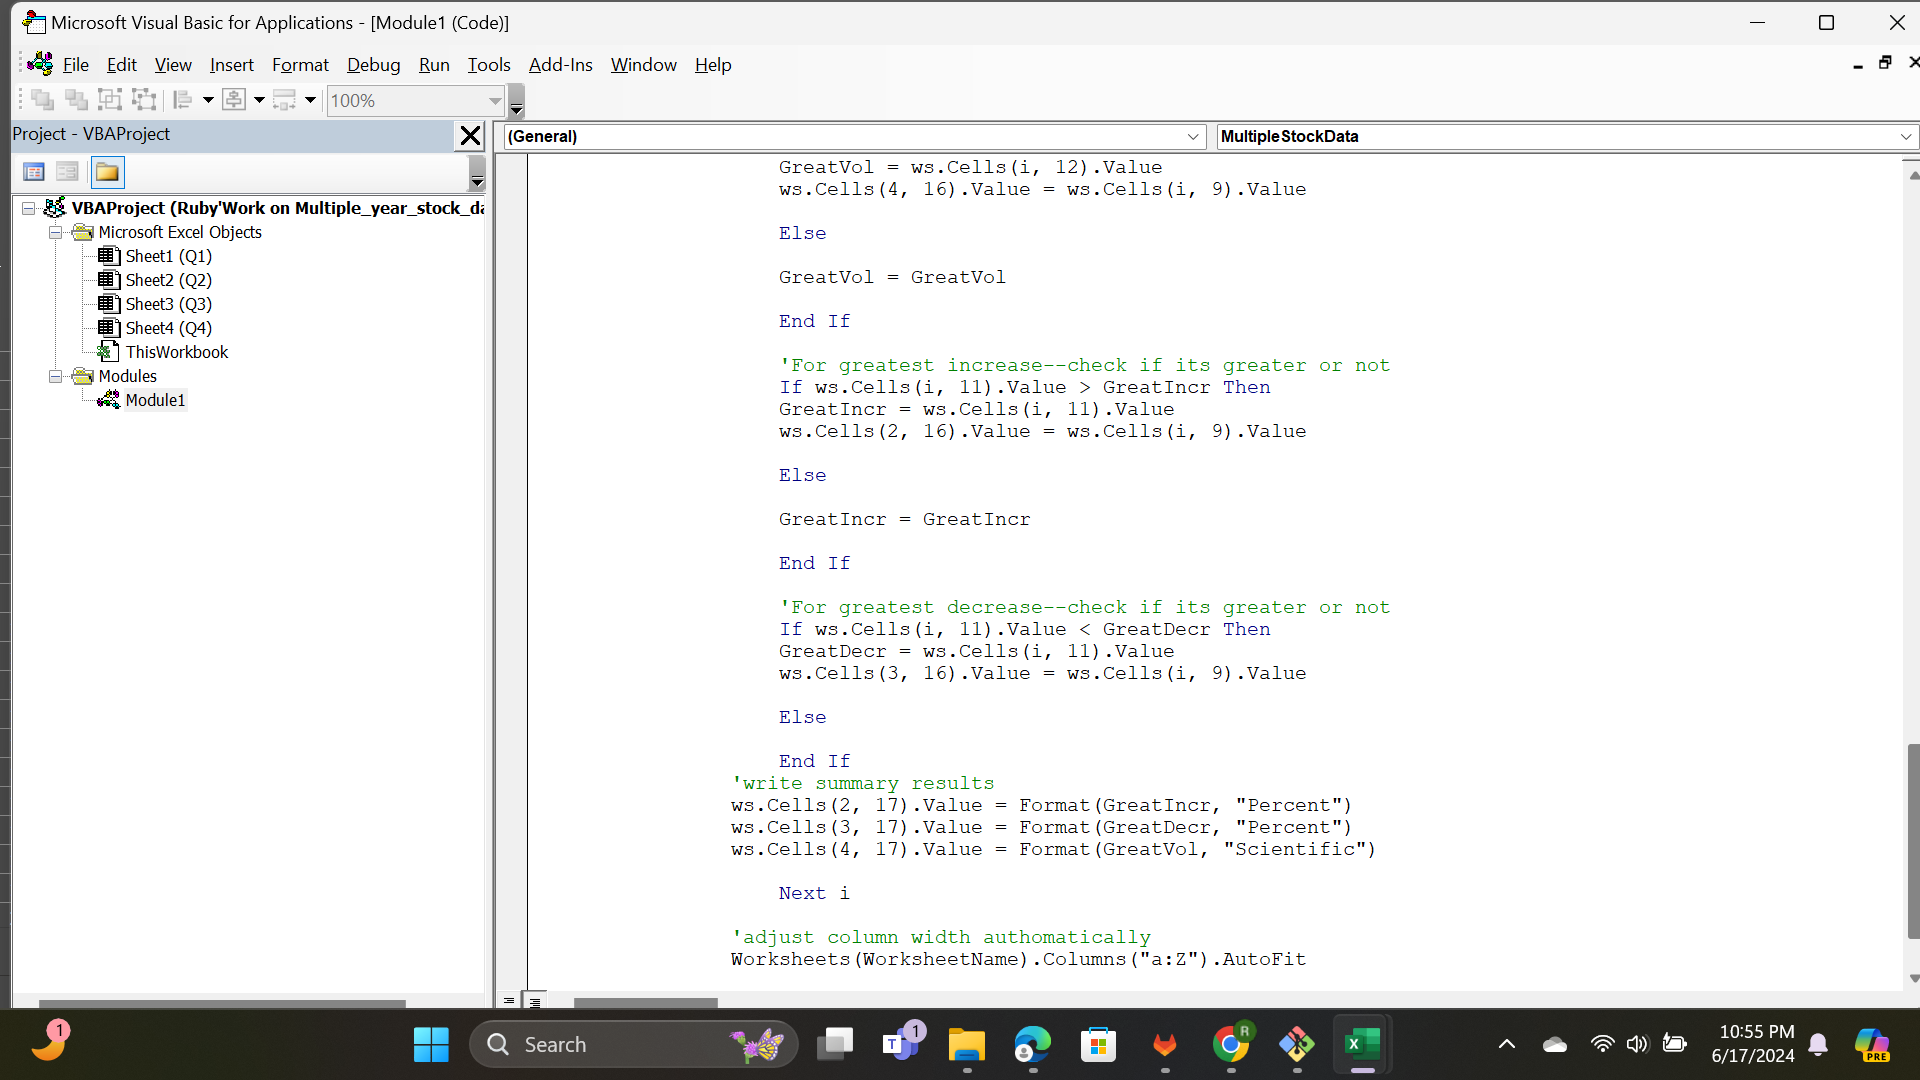 Microsoft Visual Basic for Applications - [Module1 (Code)]
File Edit View Insert Format Debug Run Tools Add-Ins Window Help
100%
Project - VBAProject
(General) MultipleStockData
VBAProject (Ruby'Work on Multiple_year_stock_da
Microsoft Excel Objects
Sheet1 (Q1)
Sheet2 (Q2)
Sheet3 (Q3)
Sheet4 (Q4)
ThisWorkbook
Modules
Module1
GreatVol = ws.Cells(i, 12).Value
ws.Cells(4, 16).Value = ws.Cells(i, 9).Value
Else
GreatVol = GreatVol
End If
'For greatest increase--check if its greater or not
If ws.Cells(i, 11).Value > GreatIncr Then
GreatIncr = ws.Cells(i, 11).Value
ws.Cells(2, 16).Value = ws.Cells(i, 9).Value
Else
GreatIncr = GreatIncr
End If
'For greatest decrease--check if its greater or not
If ws.Cells(i, 11).Value < GreatDecr Then
GreatDecr = ws.Cells(i, 11).Value
ws.Cells(3, 16).Value = ws.Cells(i, 9).Value
Else
End If
'write summary results
ws.Cells(2, 17).Value = Format(GreatIncr, "Percent")
ws.Cells(3, 17).Value = Format(GreatDecr, "Percent")
ws.Cells(4, 17).Value = Format(GreatVol, "Scientific")
Next i
'adjust column width authomatically
Worksheets(WorksheetName).Columns("a:Z").AutoFit
1
Search
T
1
R
X
10:55 PM
6/17/2024
PRE